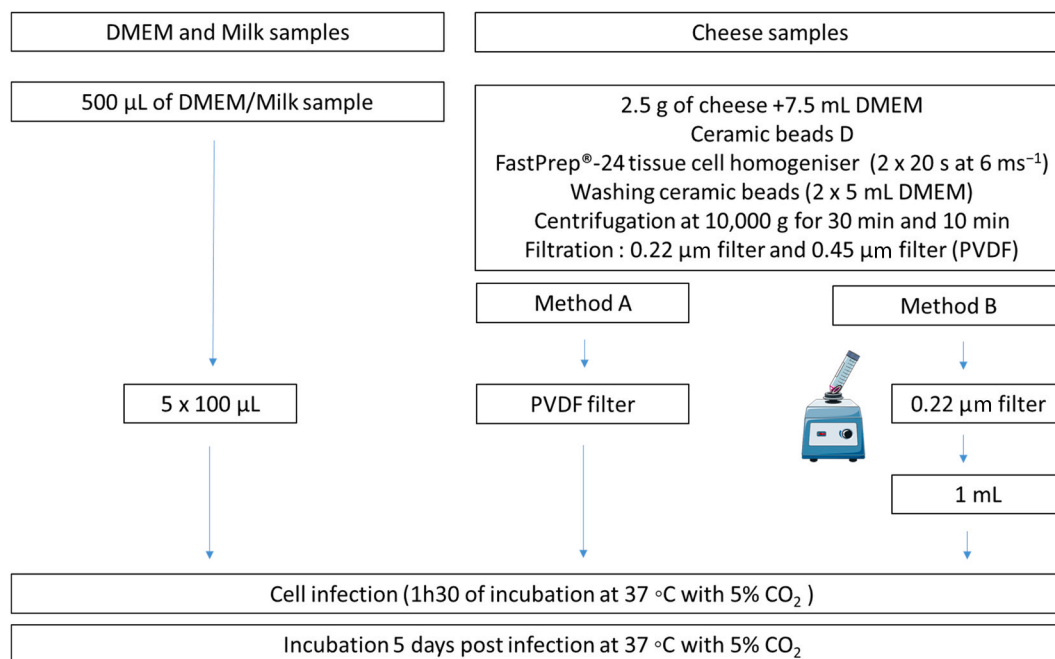 DMEM and Milk samples
Cheese samples
500 μL of DMEM/Milk sample
2.5 g of cheese +7.5 mL DMEM
Ceramic beads D
FastPrep®-24 tissue cell homogeniser (2 x 20 s at 6 ms⁻¹)
Washing ceramic beads (2 x 5 mL DMEM)
Centrifugation at 10,000 g for 30 min and 10 min
Filtration : 0.22 μm filter and 0.45 μm filter (PVDF)
Method A
Method B
5 x 100 μL
PVDF filter
0.22 μm filter
1 mL
Cell infection (1h30 of incubation at 37 °C with 5% CO₂ )
Incubation 5 days post infection at 37 °C with 5% CO₂